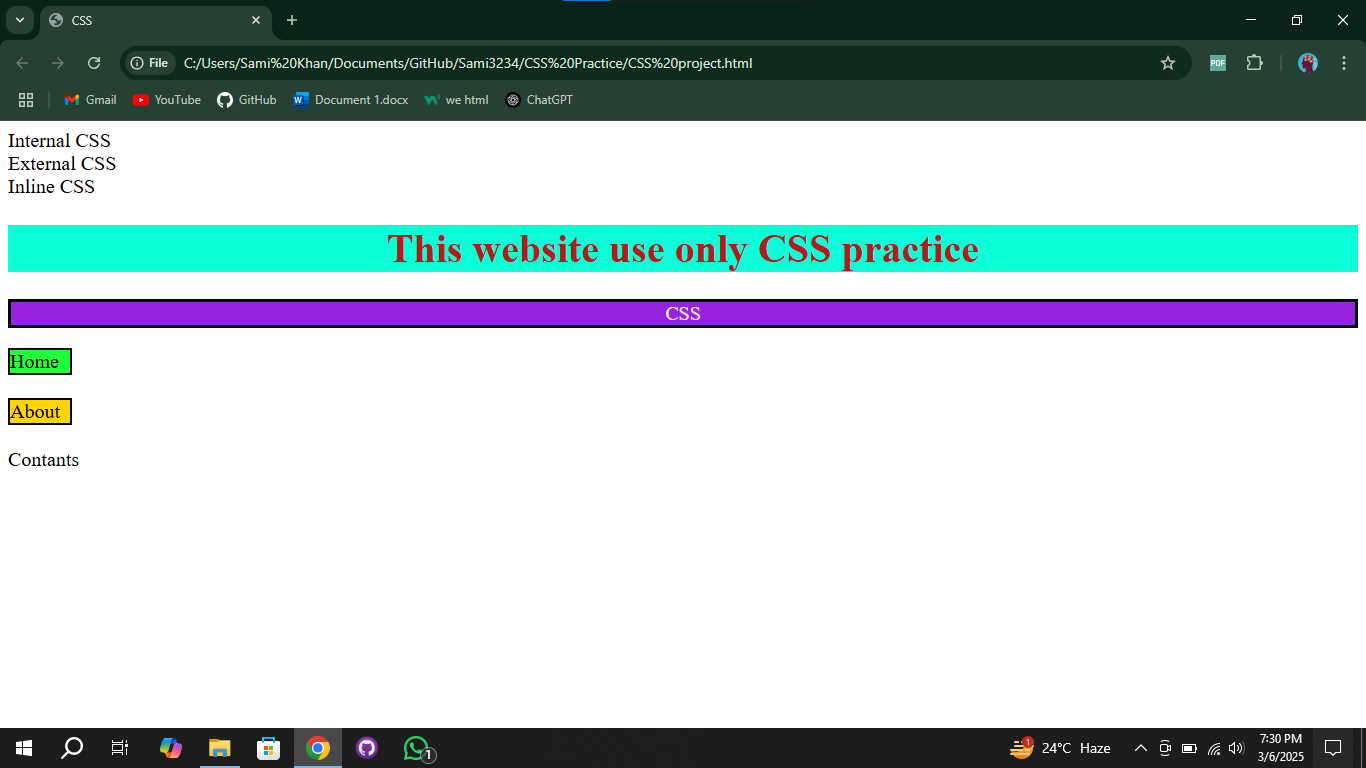 CSS
File
C:/Users/Sami%20Khan/Documents/GitHub/Sami3234/CSS%20Practice/CSS%20project.html
PDF
Gmail
YouTube
GitHub
W
Document 1.docx
we html
ChatGPT
Internal CSS
External CSS
Inline CSS
This website use only CSS practice
CSS
Home
About
Contants
1
1
24°C Haze
7:30 PM
3/6/2025